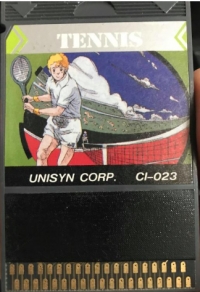 TENNIS
UNISYN CORP. CI-023